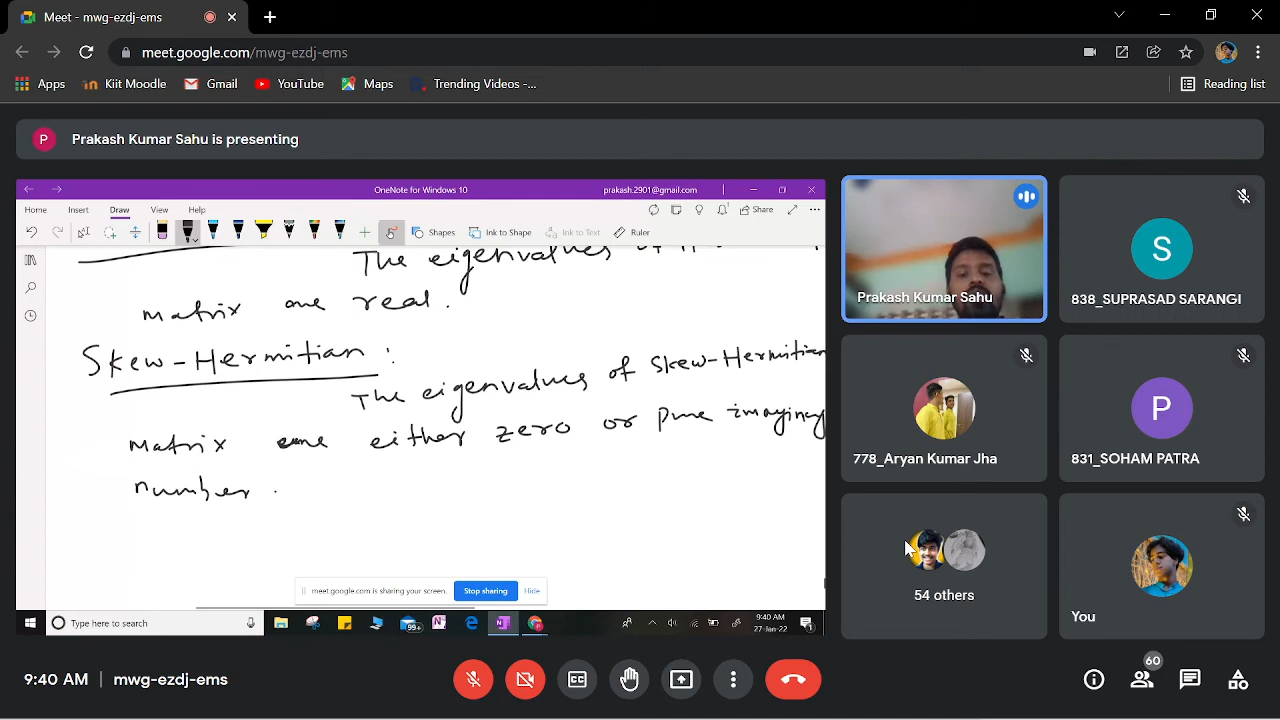 Meet - mwg-ezdj-ems
meet.google.com/mwg-ezdj-ems
Apps
Kiit Moodle
Gmail
YouTube
Maps
Trending Videos -...
Reading list
P
Prakash Kumar Sahu is presenting
OneNote for Windows 10
prakash.2901@gmail.com
Home
Insert
Draw
View
Help
Share
Shapes
Ink to Shape
Ink to Text
Ruler
The eigenvalues of
matrix are real.
Skew-Hermitian :
The eigenvalues of Skew-Hermitian
matrix are either zero or pure imaginary
number.
meet.google.com is sharing your screen.
Stop sharing
Hide
Type here to search
99+
9:40 AM
27-Jan-22
1
Prakash Kumar Sahu
S
838_SUPRASAD SARANGI
778_Aryan Kumar Jha
P
831_SOHAM PATRA
54 others
You
9:40 AM
mwg-ezdj-ems
60